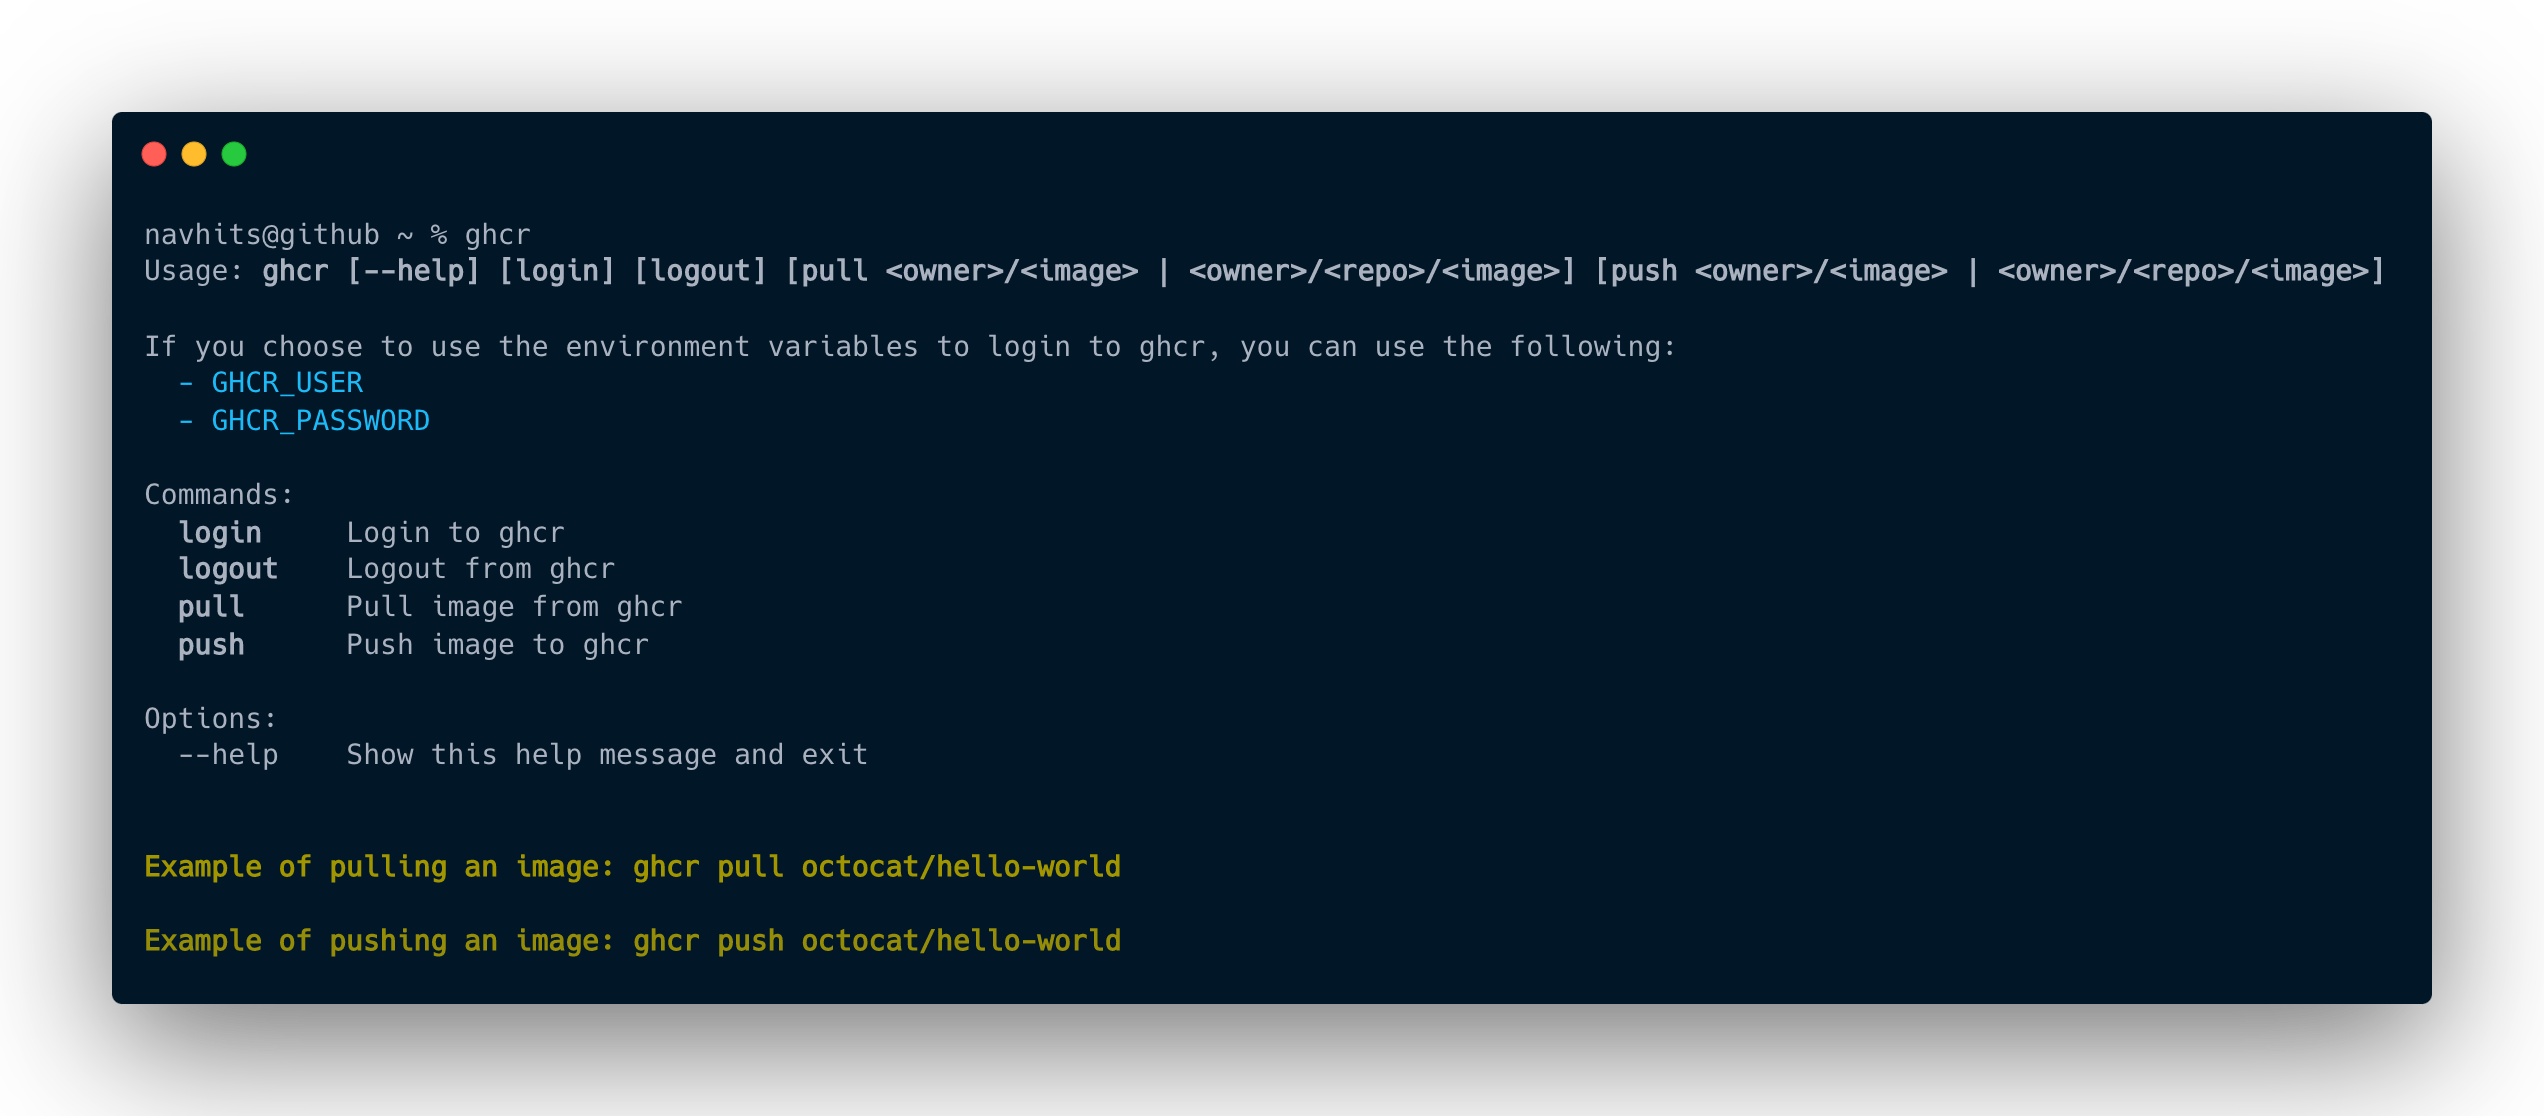 navhits@github ~ % ghcr
Usage: ghcr [--help] [login] [logout] [pull <owner>/<image> | <owner>/<repo>/<image>] [push <owner>/<image> | <owner>/<repo>/<image>]
If you choose to use the environment variables to login to ghcr, you can use the following:
  - GHCR_USER
  - GHCR_PASSWORD
Commands:
  login     Login to ghcr
  logout    Logout from ghcr
  pull      Pull image from ghcr
  push      Push image to ghcr
Options:
  --help    Show this help message and exit
Example of pulling an image: ghcr pull octocat/hello-world
Example of pushing an image: ghcr push octocat/hello-world